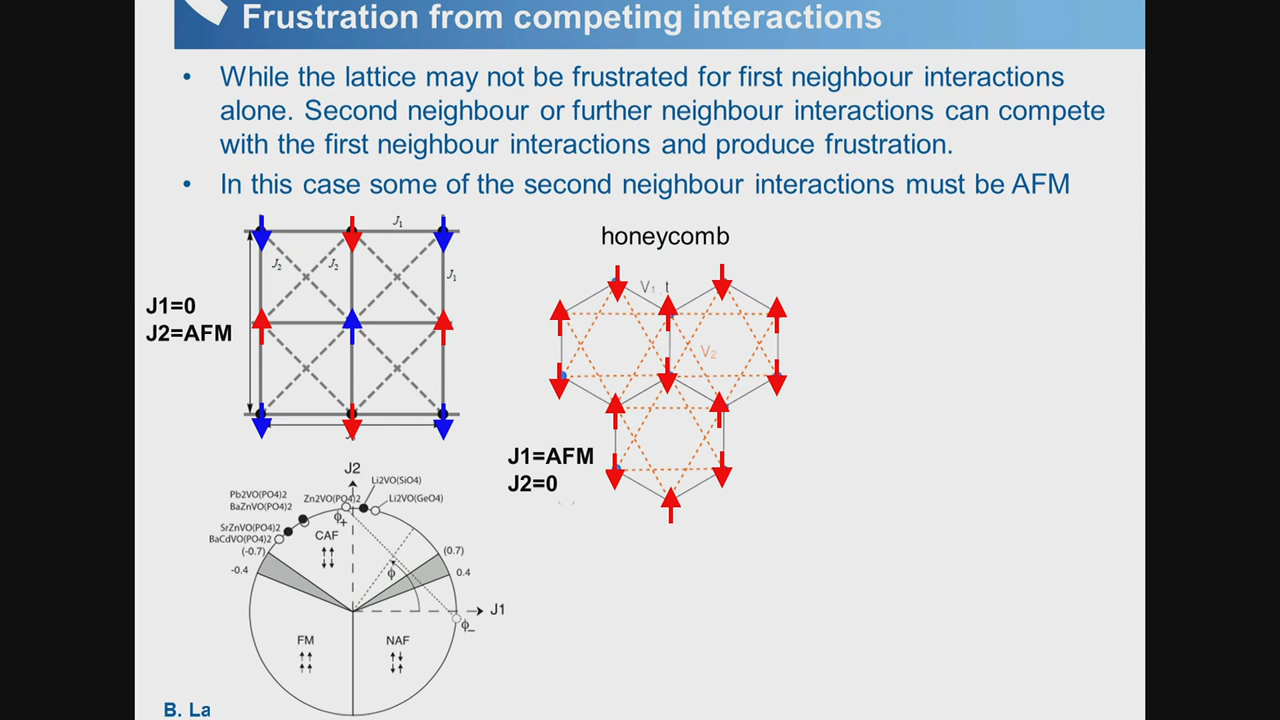 Frustration from competing interactions
• While the lattice may not be frustrated for first neighbour interactions
alone. Second neighbour or further neighbour interactions can compete
with the first neighbour interactions and produce frustration.
• In this case some of the second neighbour interactions must be AFM
J1
J2
J2
J1
J1=0
J2=AFM
honeycomb
V1, t
V2
J1=AFM
J2=0
J2
Li2VO(SiO4)
Pb2VO(PO4)2
Zn2VO(PO4)2
Li2VO(GeO4)
BaZnVO(PO4)2
ϕ+
SrZnVO(PO4)2
CAF
BaCdVO(PO4)2
(-0.7)
(0.7)
-0.4
ϕ
0.4
J1
ϕ−
FM
NAF
B. La